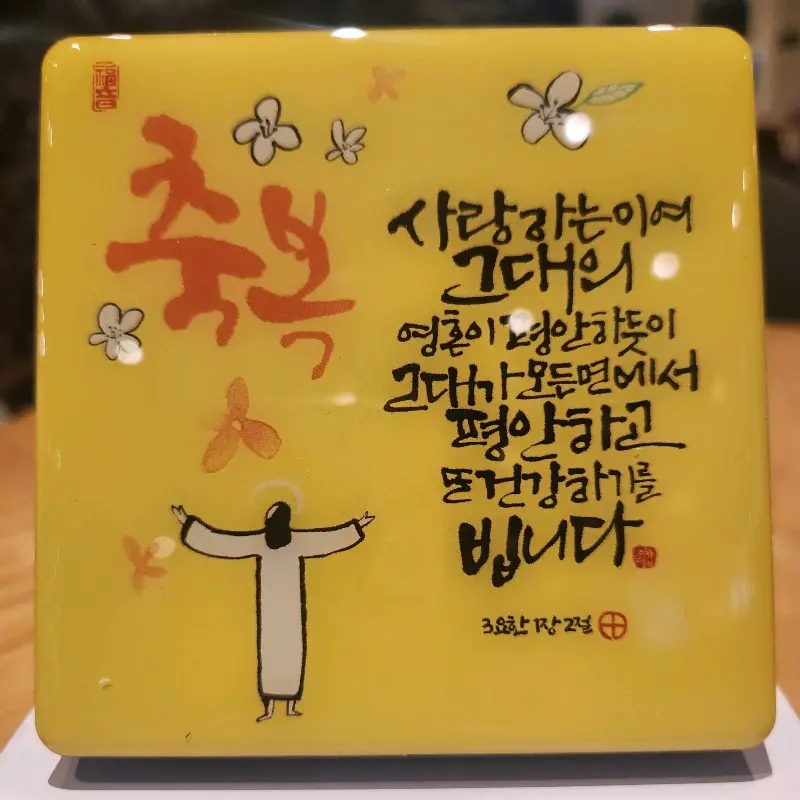 福音
축복
사랑하는이여
그대의
영혼이 평안하듯이
그대가 모든면에서
평안하고
또 건강하기를
빕니다
3요한 1장 2절